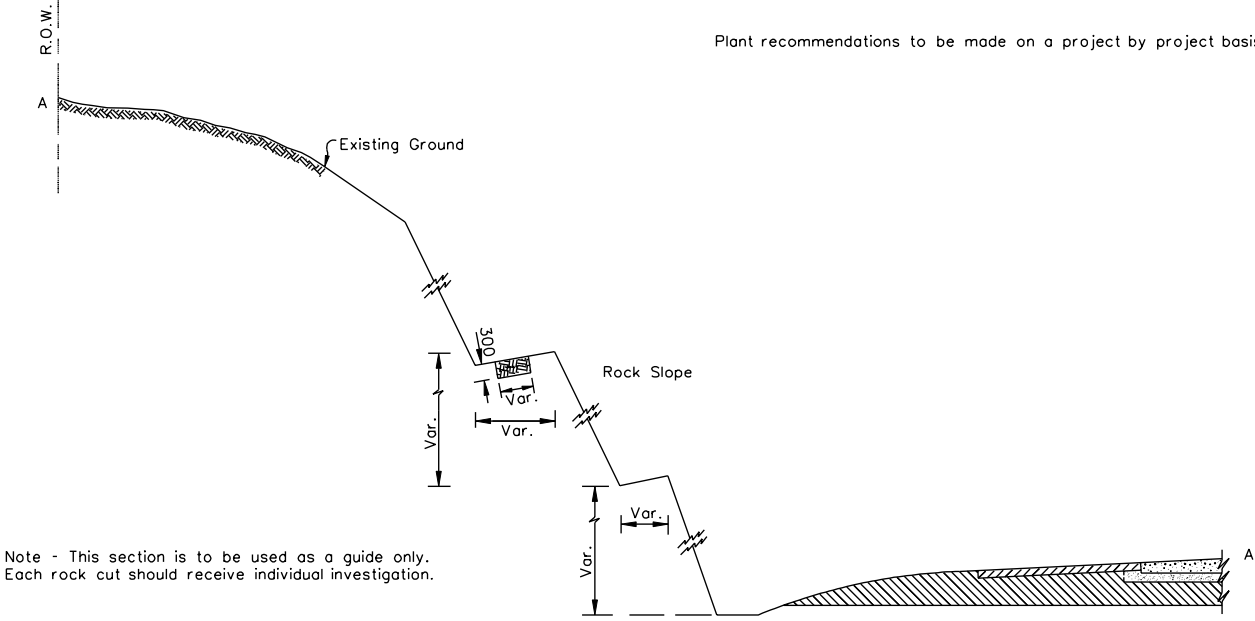 R.O.W.
Plant recommendations to be made on a project by project basis
A
Existing Ground
300
Rock Slope
Var.
Var.
Var.
Var.
Var.
Note - This section is to be used as a guide only.
Each rock cut should receive individual investigation.
A